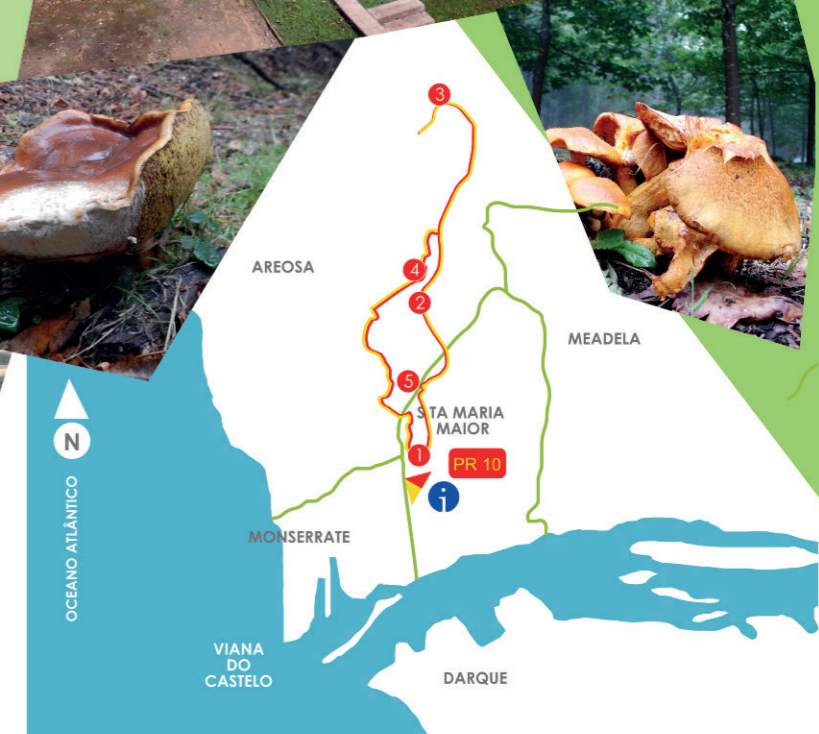 3
AREOSA
4
2
MEADELA
5
STA MARIA
MAIOR
1
PR 10
i
N
OCEANO ATLÂNTICO
MONSERRATE
VIANA
DO
CASTELO
DARQUE